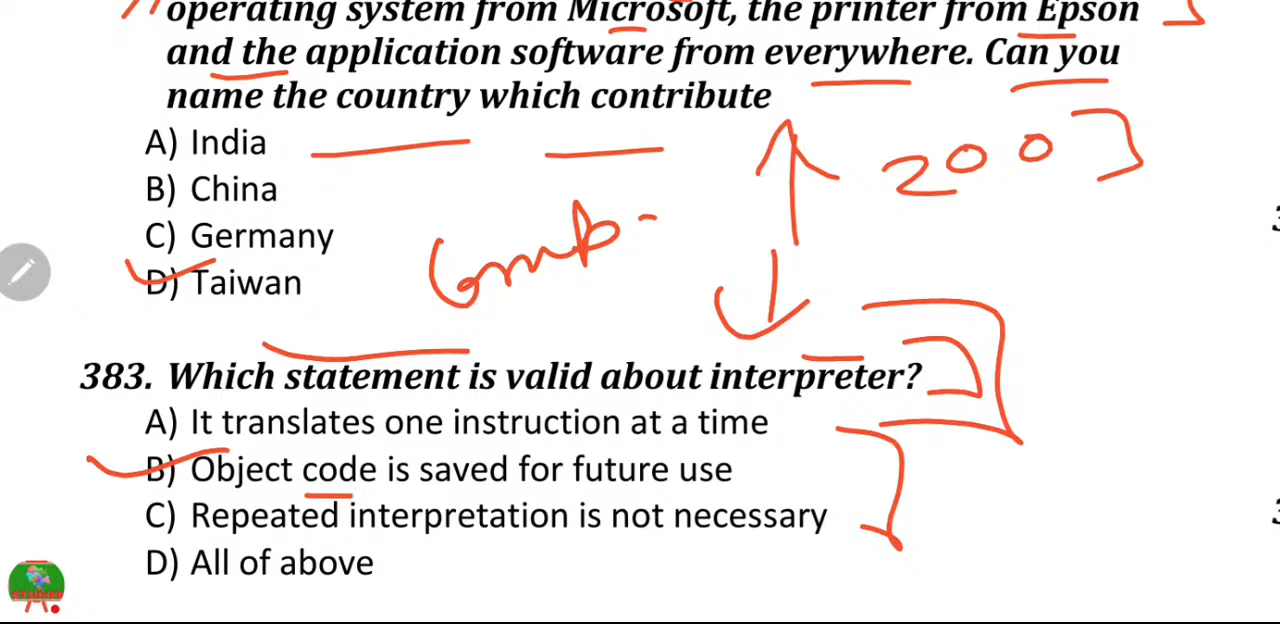 operating system from Microsoft, the printer from Epson
and the application software from everywhere. Can you
name the country which contribute
A) India
B) China
C) Germany
D) Taiwan
200
383. Which statement is valid about interpreter?
A) It translates one instruction at a time
B) Object code is saved for future use
C) Repeated interpretation is not necessary
D) All of above